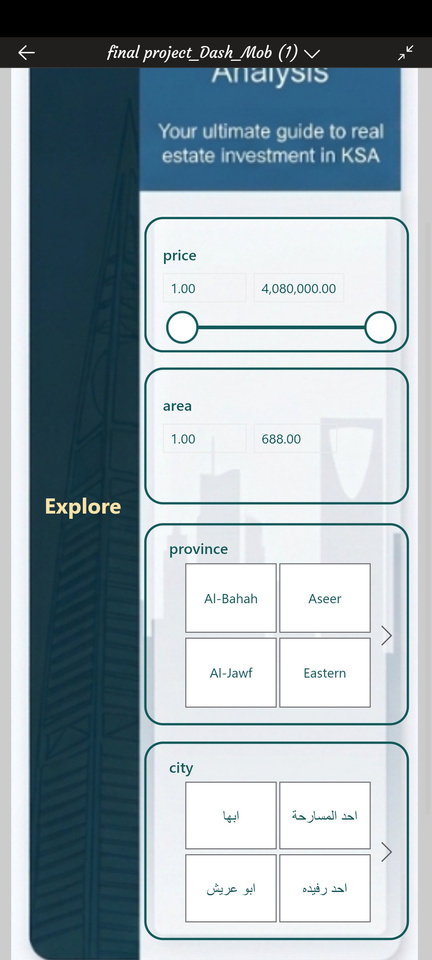 final project_Dash_Mob (1)
Analysis
Your ultimate guide to real
estate investment in KSA
price
1.00 4,080,000.00
area
1.00 688.00
Explore
province
Al-Bahah Aseer
Al-Jawf Eastern
city
ابها احد المسارحة
ابو عريش احد رفيده